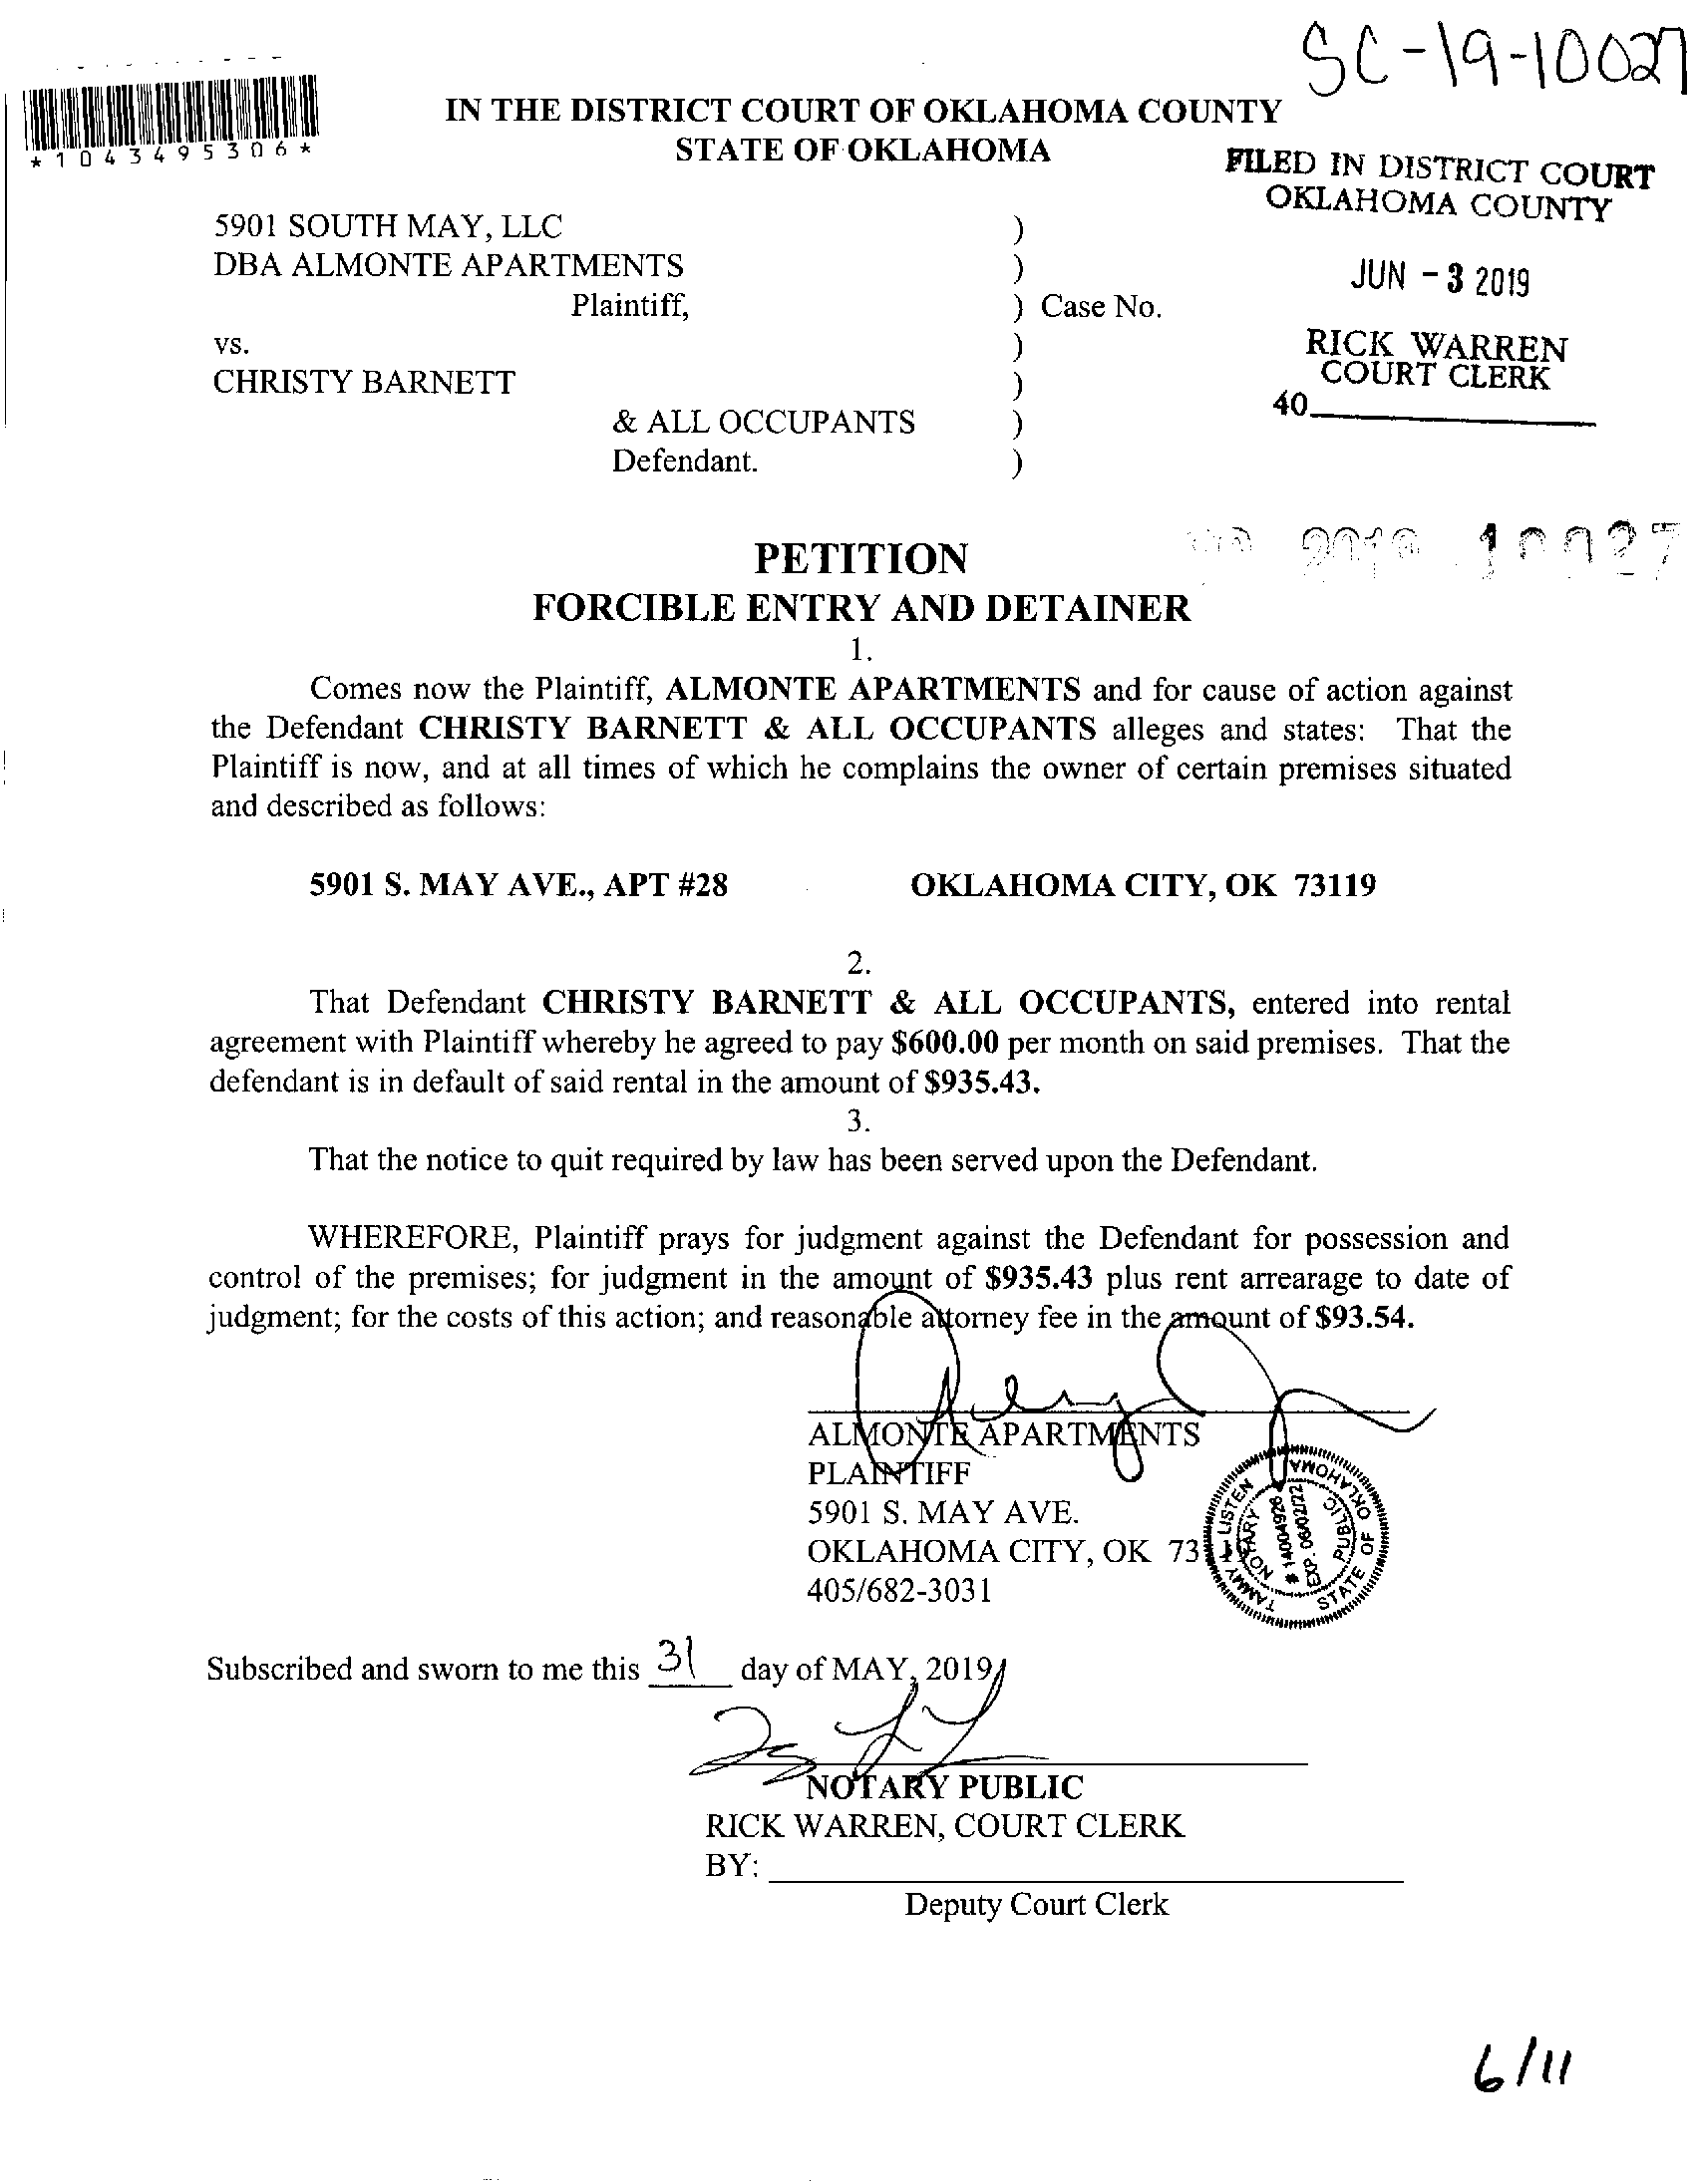 SC-19-10027
*1043495306*
IN THE DISTRICT COURT OF OKLAHOMA COUNTY
STATE OF OKLAHOMA
FILED IN DISTRICT COURT
OKLAHOMA COUNTY
JUN - 3 2019
RICK WARREN
COURT CLERK
40
5901 SOUTH MAY, LLC )
DBA ALMONTE APARTMENTS )
Plaintiff, ) Case No.
vs. )
CHRISTY BARNETT )
& ALL OCCUPANTS )
Defendant. )
2019 10027
PETITION
FORCIBLE ENTRY AND DETAINER
1.
Comes now the Plaintiff, ALMONTE APARTMENTS and for cause of action against
the Defendant CHRISTY BARNETT & ALL OCCUPANTS alleges and states: That the
Plaintiff is now, and at all times of which he complains the owner of certain premises situated
and described as follows:
5901 S. MAY AVE., APT #28 OKLAHOMA CITY, OK 73119
2.
That Defendant CHRISTY BARNETT & ALL OCCUPANTS, entered into rental
agreement with Plaintiff whereby he agreed to pay $600.00 per month on said premises. That the
defendant is in default of said rental in the amount of $935.43.
3.
That the notice to quit required by law has been served upon the Defendant.
WHEREFORE, Plaintiff prays for judgment against the Defendant for possession and
control of the premises; for judgment in the amount of $935.43 plus rent arrearage to date of
judgment; for the costs of this action; and reasonable attorney fee in the amount of $93.54.
ALMONTE APARTMENTS
PLAINTIFF
5901 S. MAY AVE.
OKLAHOMA CITY, OK 73119
405/682-3031
TAMMY LISTEN
NOTARY PUBLIC
# 14004926
EXP. 06/02/22
STATE OF OKLAHOMA
Subscribed and sworn to me this 31 day of MAY, 2019
NOTARY PUBLIC
RICK WARREN, COURT CLERK
BY:
Deputy Court Clerk
6/11